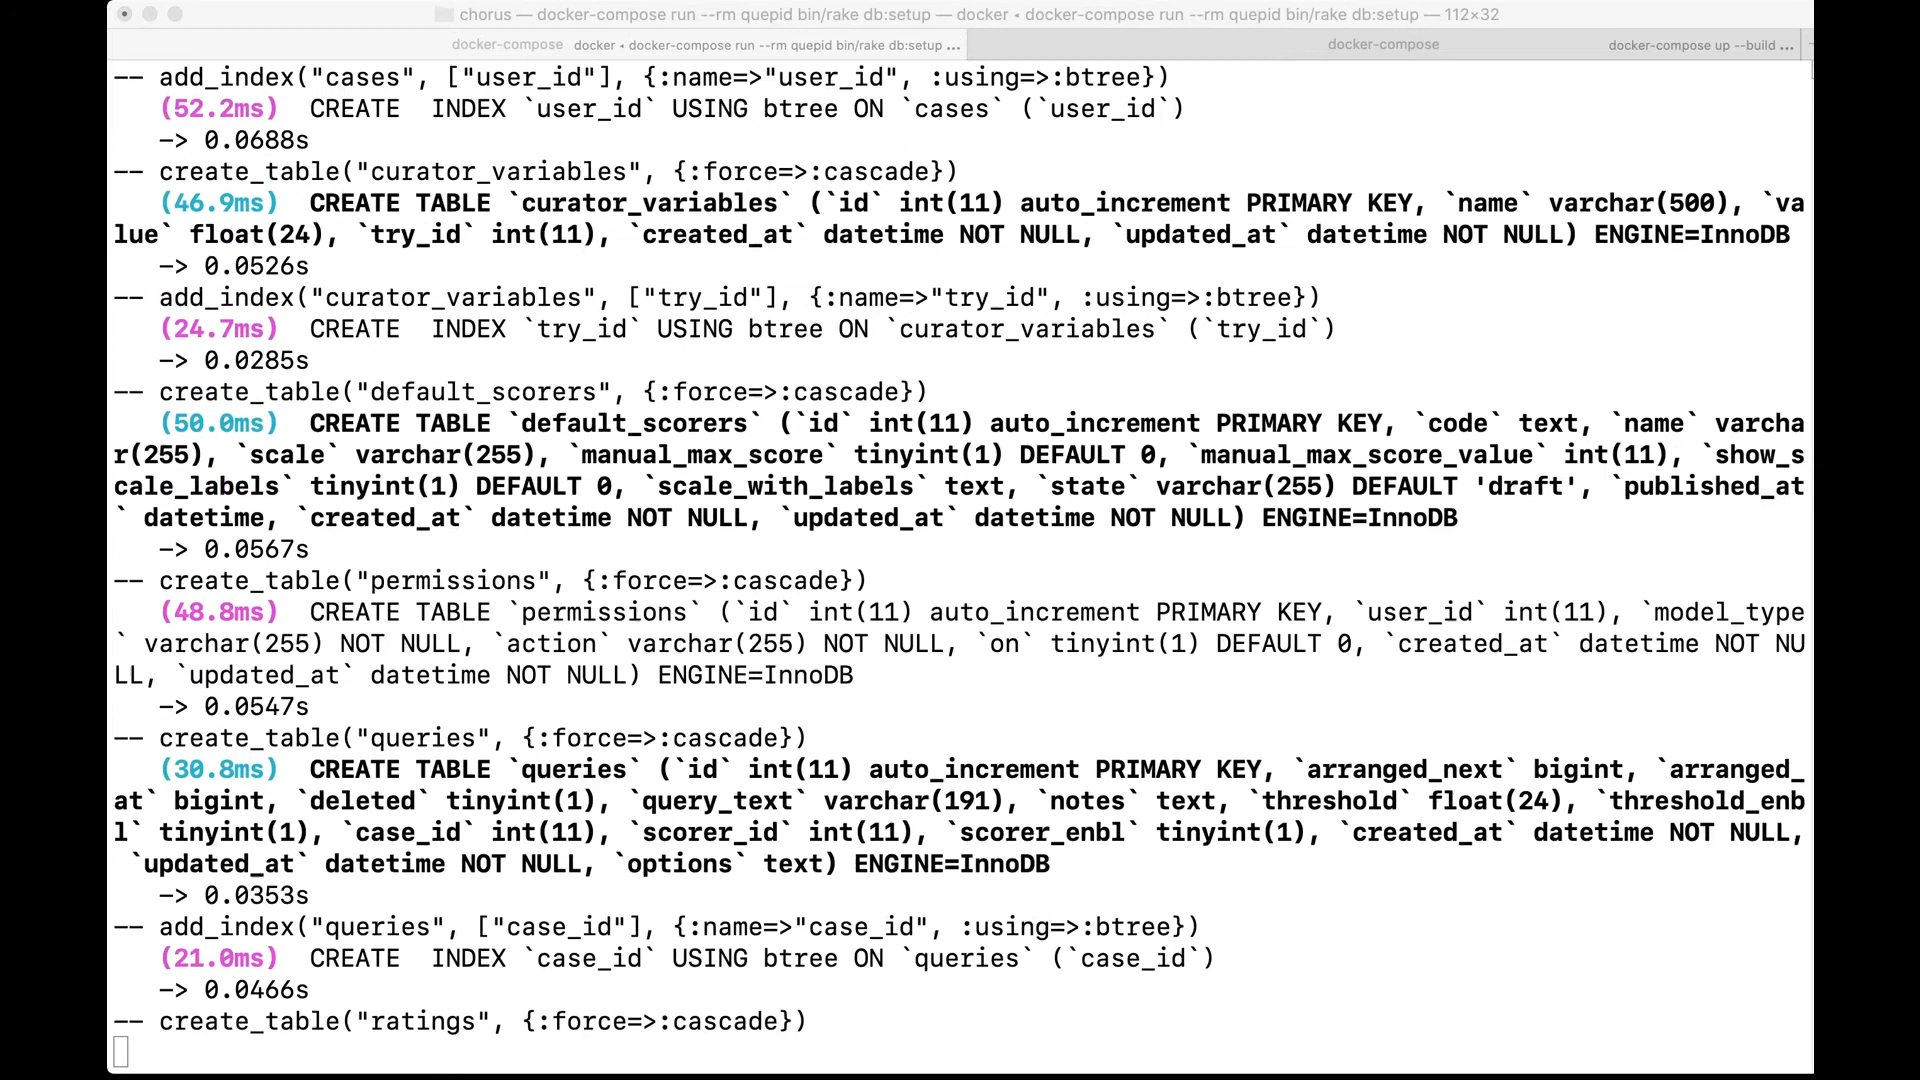 chorus — docker-compose run --rm quepid bin/rake db:setup — docker ◂ docker-compose run --rm quepid bin/rake db:setup — 112×32
docker-compose docker ◂ docker-compose run --rm quepid bin/rake db:setup ... docker-compose docker-compose up --build ...
-- add_index("cases", ["user_id"], {:name=>"user_id", :using=>:btree})
(52.2ms)  CREATE  INDEX `user_id` USING btree ON `cases` (`user_id`)
-> 0.0688s
-- create_table("curator_variables", {:force=>:cascade})
(46.9ms)  CREATE TABLE `curator_variables` (`id` int(11) auto_increment PRIMARY KEY, `name` varchar(500), `va
lue` float(24), `try_id` int(11), `created_at` datetime NOT NULL, `updated_at` datetime NOT NULL) ENGINE=InnoDB
-> 0.0526s
-- add_index("curator_variables", ["try_id"], {:name=>"try_id", :using=>:btree})
(24.7ms)  CREATE  INDEX `try_id` USING btree ON `curator_variables` (`try_id`)
-> 0.0285s
-- create_table("default_scorers", {:force=>:cascade})
(50.0ms)  CREATE TABLE `default_scorers` (`id` int(11) auto_increment PRIMARY KEY, `code` text, `name` varcha
r(255), `scale` varchar(255), `manual_max_score` tinyint(1) DEFAULT 0, `manual_max_score_value` int(11), `show_s
cale_labels` tinyint(1) DEFAULT 0, `scale_with_labels` text, `state` varchar(255) DEFAULT 'draft', `published_at
` datetime, `created_at` datetime NOT NULL, `updated_at` datetime NOT NULL) ENGINE=InnoDB
-> 0.0567s
-- create_table("permissions", {:force=>:cascade})
(48.8ms)  CREATE TABLE `permissions` (`id` int(11) auto_increment PRIMARY KEY, `user_id` int(11), `model_type
` varchar(255) NOT NULL, `action` varchar(255) NOT NULL, `on` tinyint(1) DEFAULT 0, `created_at` datetime NOT NU
LL, `updated_at` datetime NOT NULL) ENGINE=InnoDB
-> 0.0547s
-- create_table("queries", {:force=>:cascade})
(30.8ms)  CREATE TABLE `queries` (`id` int(11) auto_increment PRIMARY KEY, `arranged_next` bigint, `arranged_
at` bigint, `deleted` tinyint(1), `query_text` varchar(191), `notes` text, `threshold` float(24), `threshold_enb
l` tinyint(1), `case_id` int(11), `scorer_id` int(11), `scorer_enbl` tinyint(1), `created_at` datetime NOT NULL,
`updated_at` datetime NOT NULL, `options` text) ENGINE=InnoDB
-> 0.0353s
-- add_index("queries", ["case_id"], {:name=>"case_id", :using=>:btree})
(21.0ms)  CREATE  INDEX `case_id` USING btree ON `queries` (`case_id`)
-> 0.0466s
-- create_table("ratings", {:force=>:cascade})